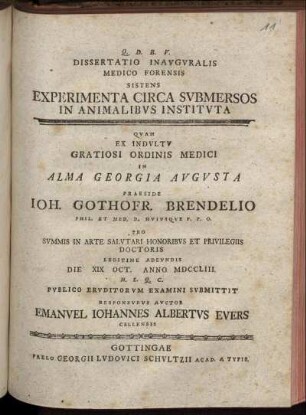 Q. D. B. V.
DISSERTATIO INAVGVRALIS
MEDICO FORENSIS
SISTENS
EXPERIMENTA CIRCA SVBMERSOS
IN ANIMALIBVS INSTITVTA
QVAM
EX INDVLTV
GRATIOSI ORDINIS MEDICI
IN
ALMA GEORGIA AVGVSTA
PRAESIDE
IOH. GOTHOFR. BRENDELIO
PHIL. ET MED. D. HVIVSQVE P. P. O.
PRO
SVMMIS IN ARTE SALVTARI HONORIBVS ET PRIVILEGIIS
DOCTORIS
LEGITIME ADEVNDIS
DIE XIX OCT. ANNO MDCCLIII.
H. L. Q. C.
PVBLICO ERVDITORVM EXAMINI SVBMITTIT
RESPONSVRVS AVCTOR
EMANVEL IOHANNES ALBERTVS EVERS
CELLENSIS
GOTTINGAE
PRELO GEORGII LVDOVICI SCHVLTZII ACAD. A TYPIS.